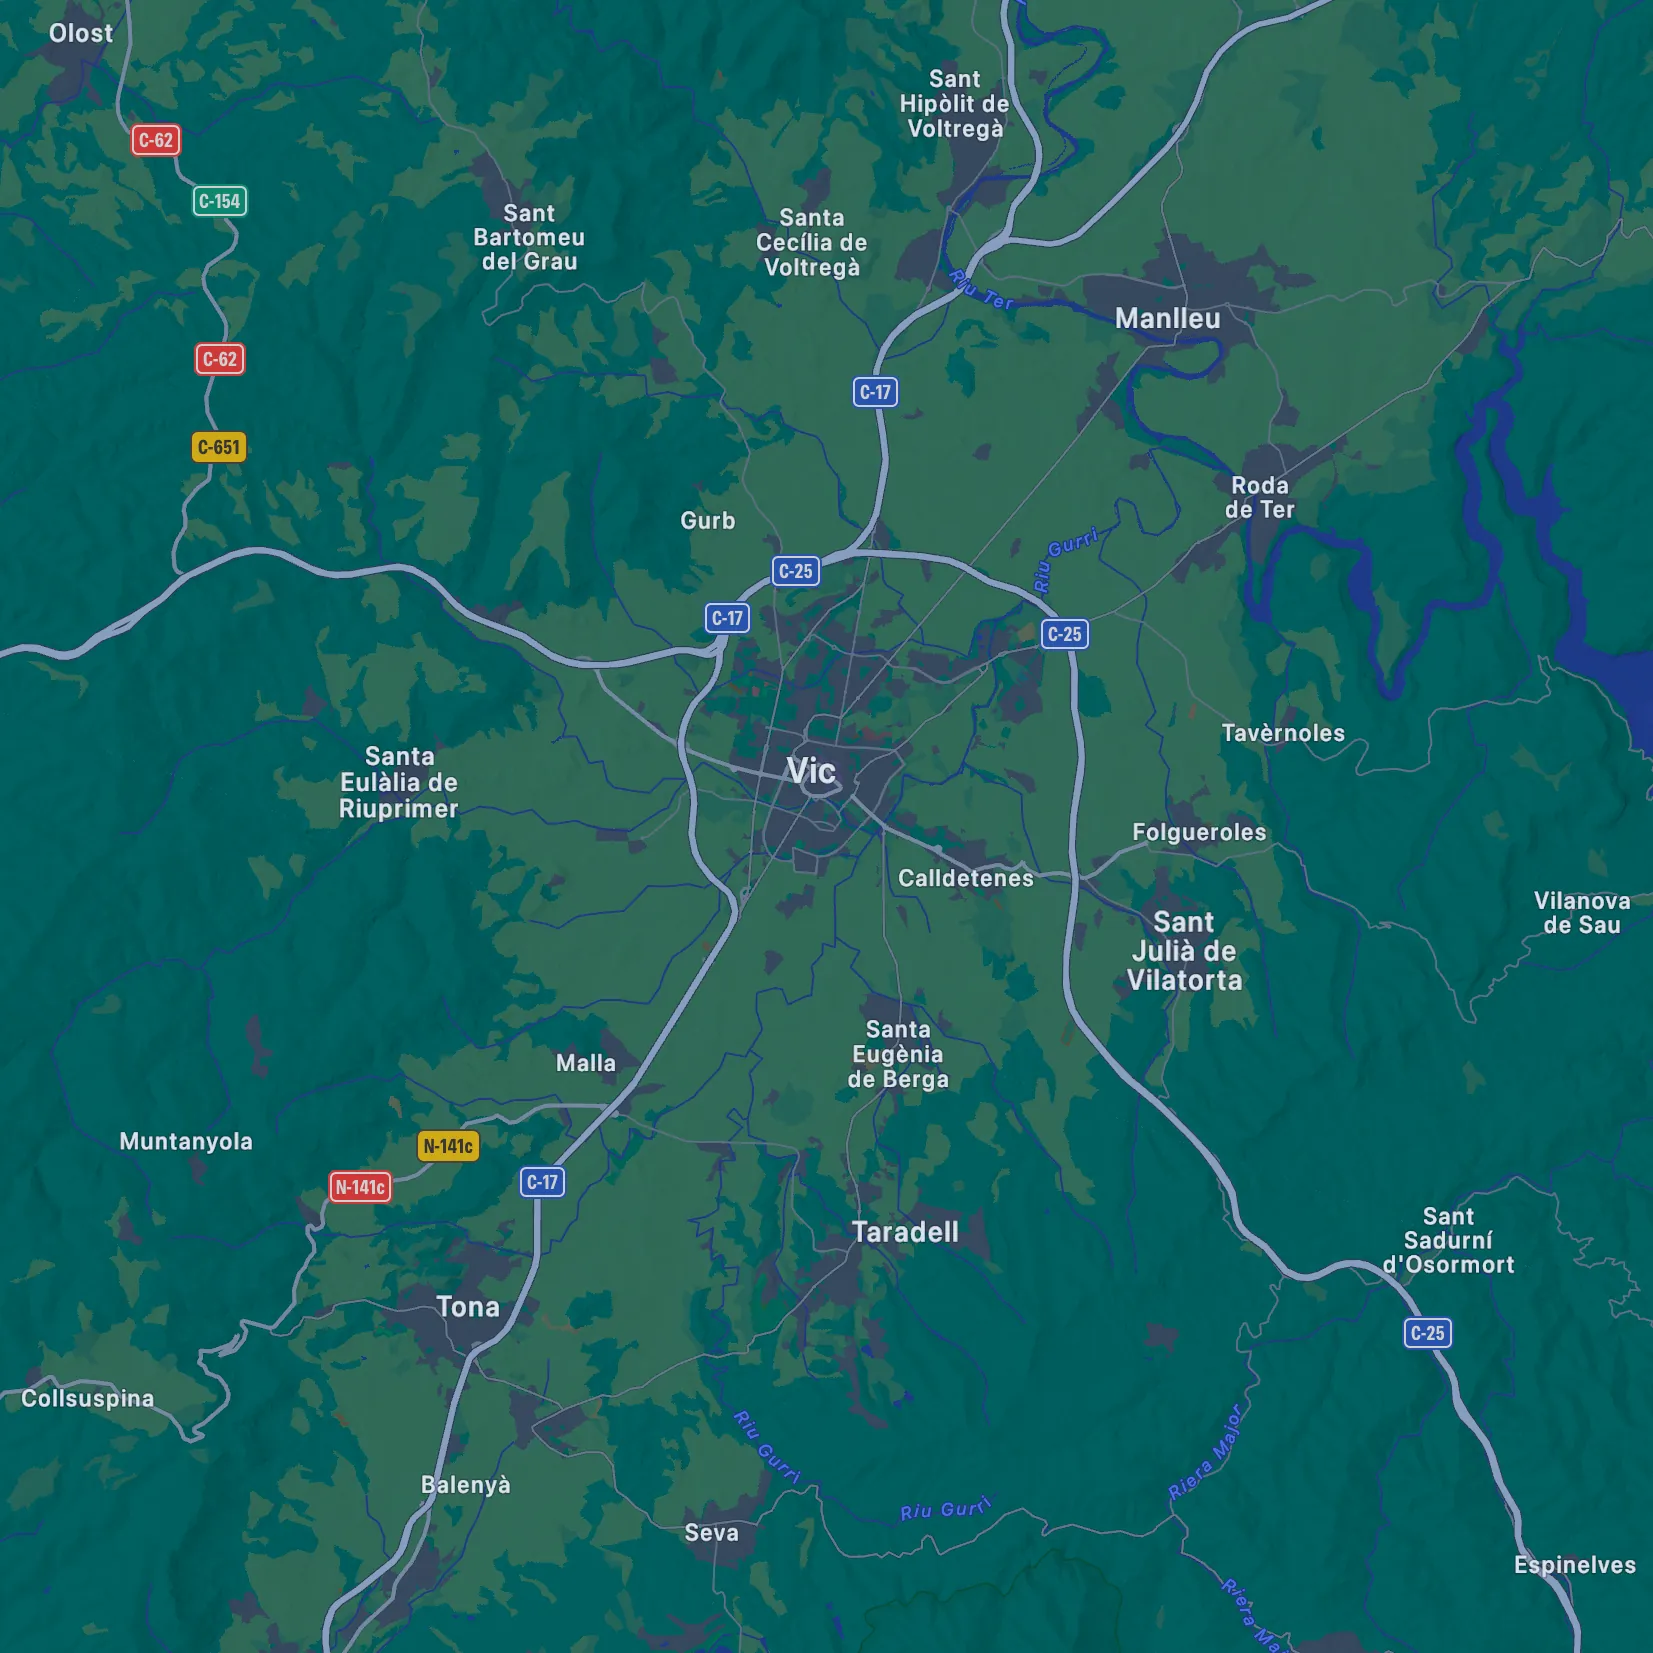 Olost
Sant
Hipòlit de
Voltregà
C-62
C-154
Sant
Bartomeu
del Grau
Santa
Cecília de
Voltregà
Riu Ter
Manlleu
C-62
C-17
C-651
Roda
de Ter
Gurb
Riu Gurri
C-25
C-17
C-25
Tavèrnoles
Santa
Eulàlia de
Riuprimer
Vic
Folgueroles
Calldetenes
Vilanova
de Sau
Sant
Julià de
Vilatorta
Santa
Eugènia
de Berga
Malla
Muntanyola
N-141c
N-141c
C-17
Taradell
Sant
Sadurní
d'Osormort
Tona
C-25
Collsuspina
Riu Gurri
Riera Major
Balenyà
Riu Gurri
Seva
Espinelves
Riera Maj